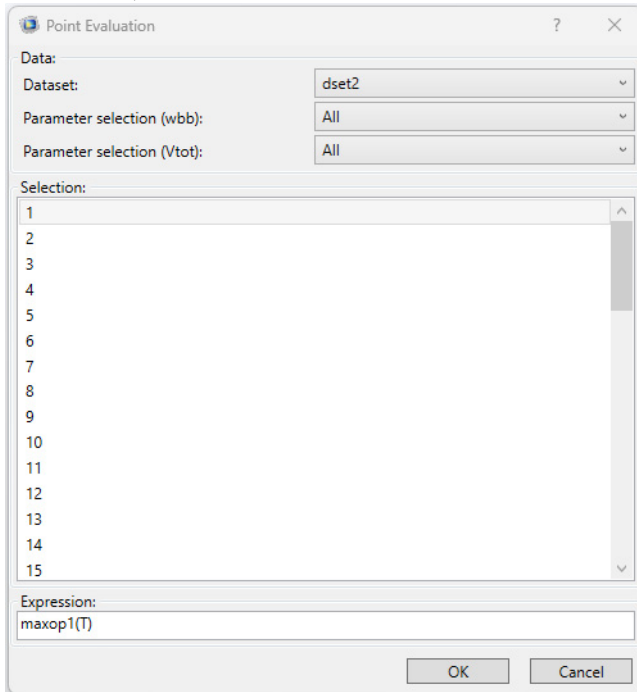 Point Evaluation ? ×
Data:
Dataset: dset2
Parameter selection (wbb): All
Parameter selection (Vtot): All
Selection:
1
2
3
4
5
6
7
8
9
10
11
12
13
14
15
Expression:
maxop1(T)
OK Cancel